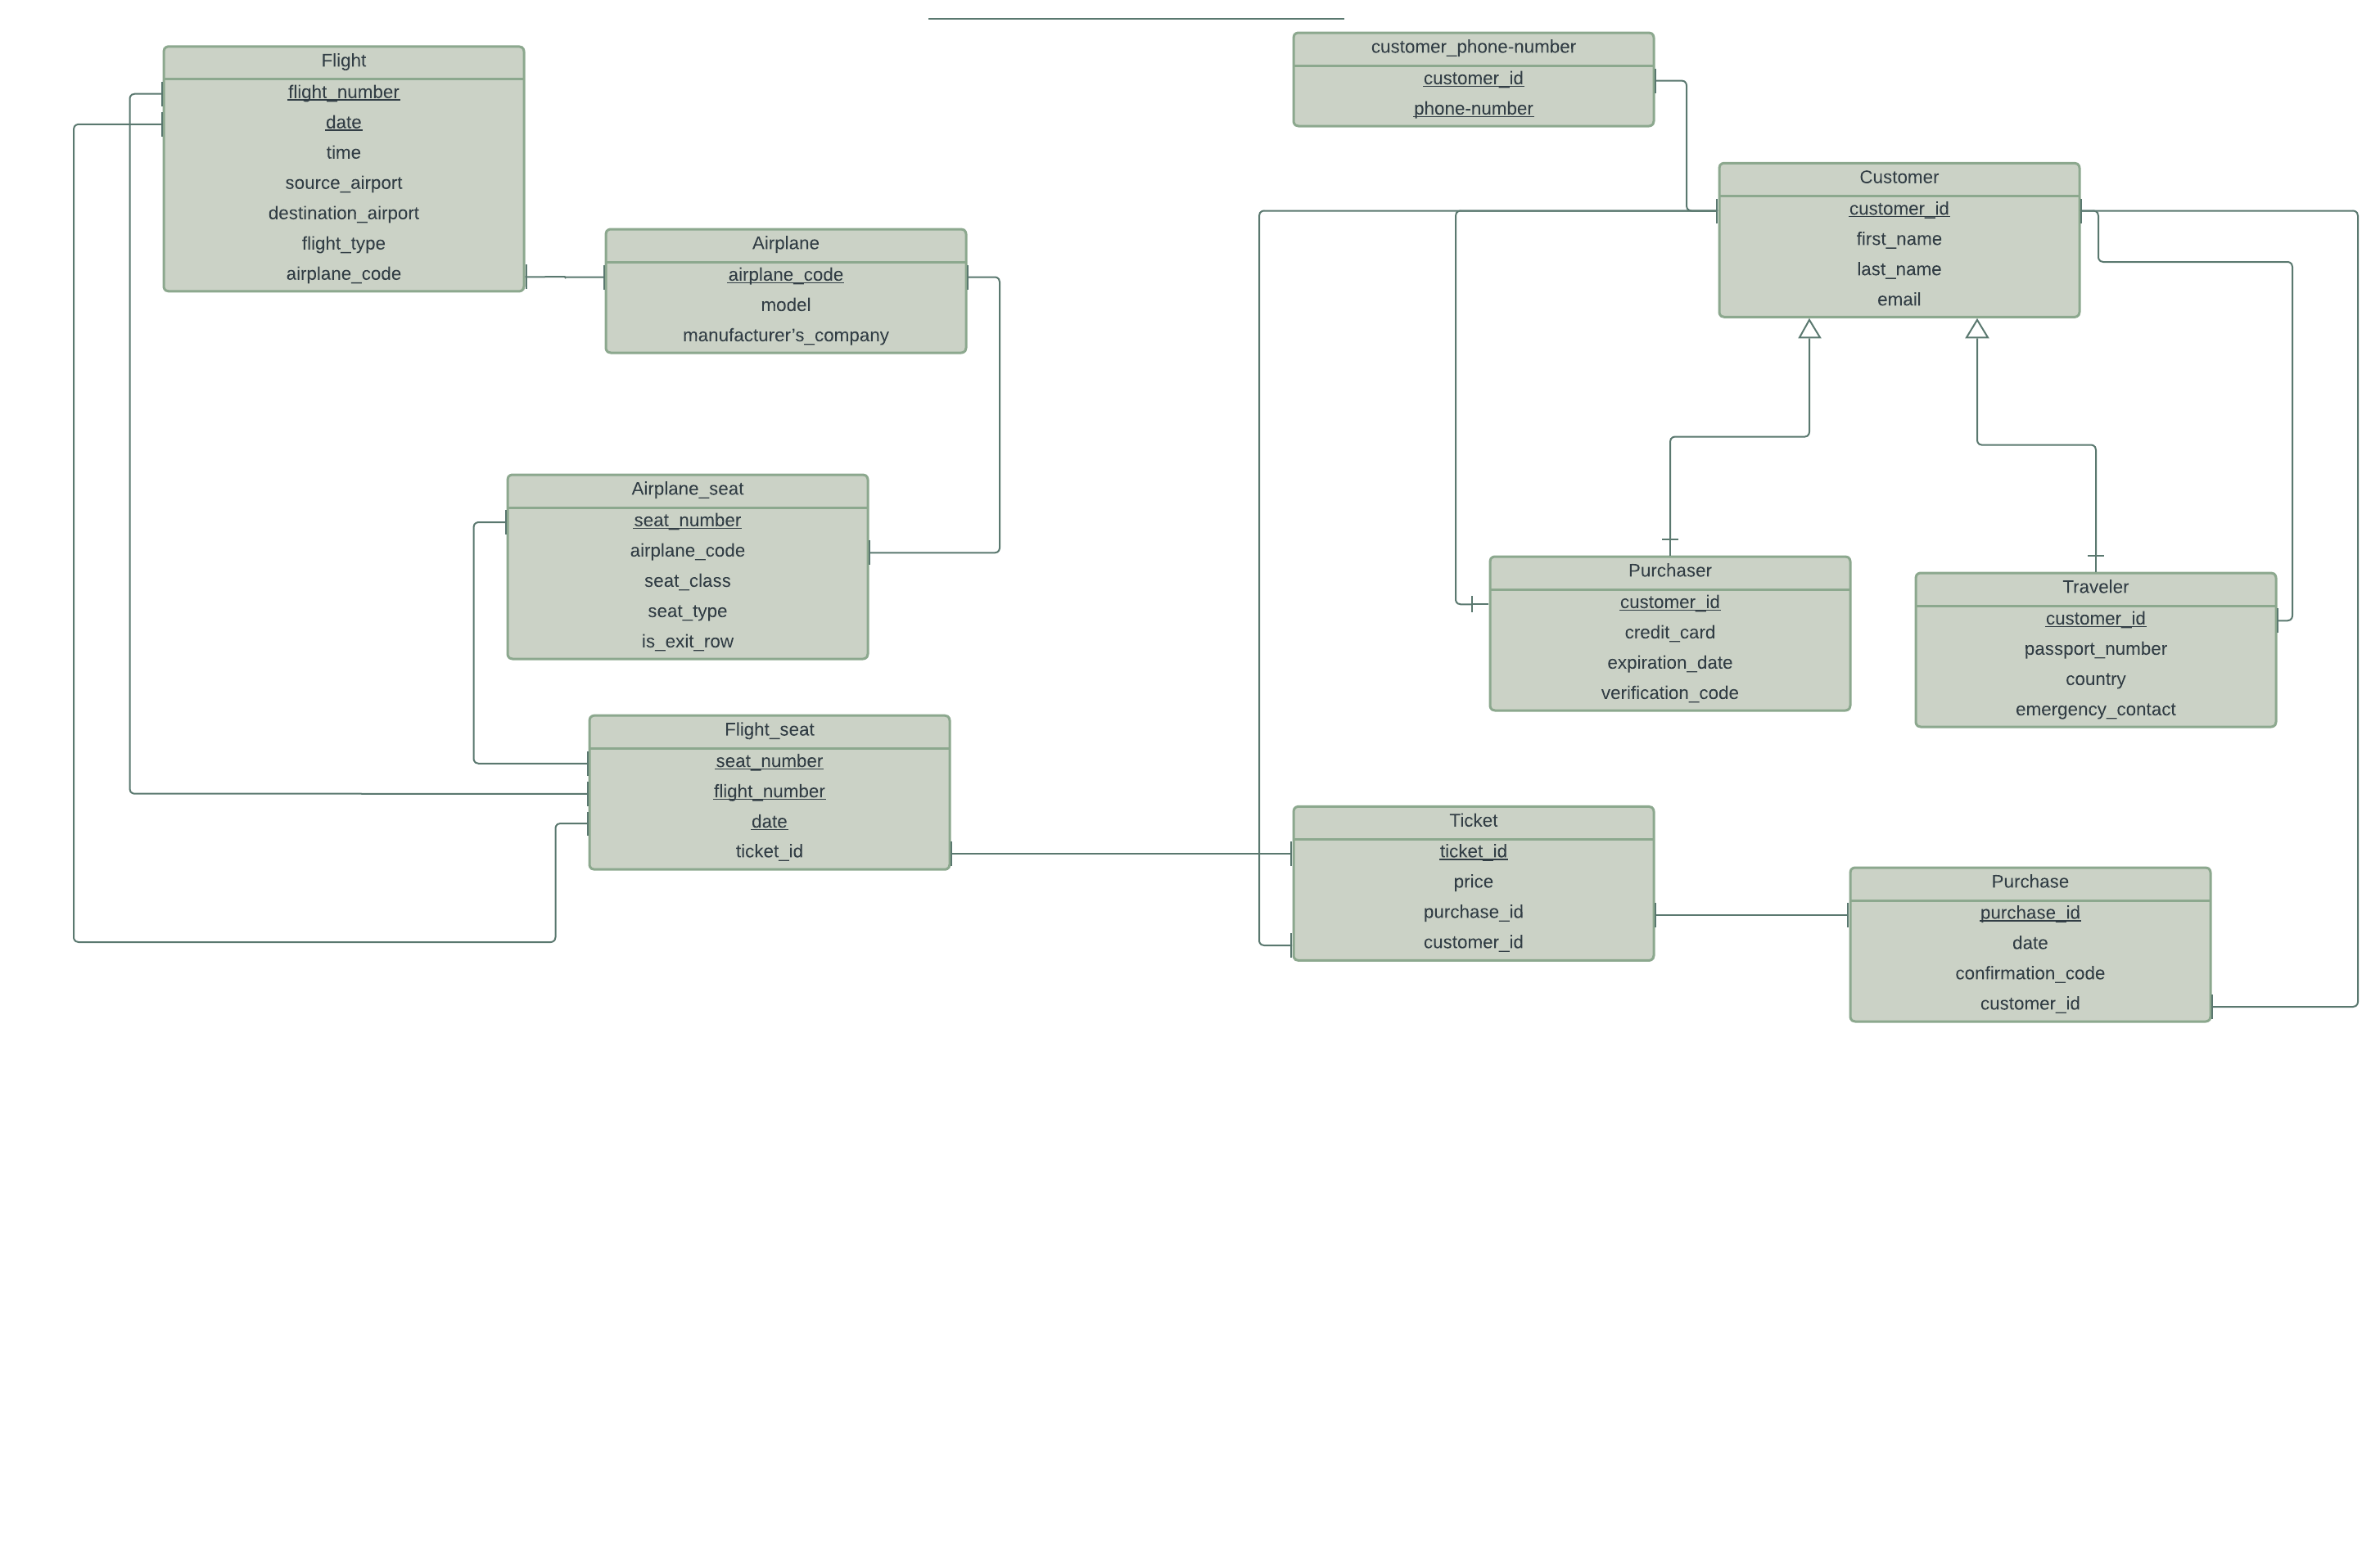 Flight
flight_number
date
time
source_airport
destination_airport
flight_type
airplane_code
Airplane
airplane_code
model
manufacturer’s_company
Airplane_seat
seat_number
airplane_code
seat_class
seat_type
is_exit_row
Flight_seat
seat_number
flight_number
date
ticket_id
customer_phone-number
customer_id
phone-number
Customer
customer_id
first_name
last_name
email
Purchaser
customer_id
credit_card
expiration_date
verification_code
Traveler
customer_id
passport_number
country
emergency_contact
Ticket
ticket_id
price
purchase_id
customer_id
Purchase
purchase_id
date
confirmation_code
customer_id